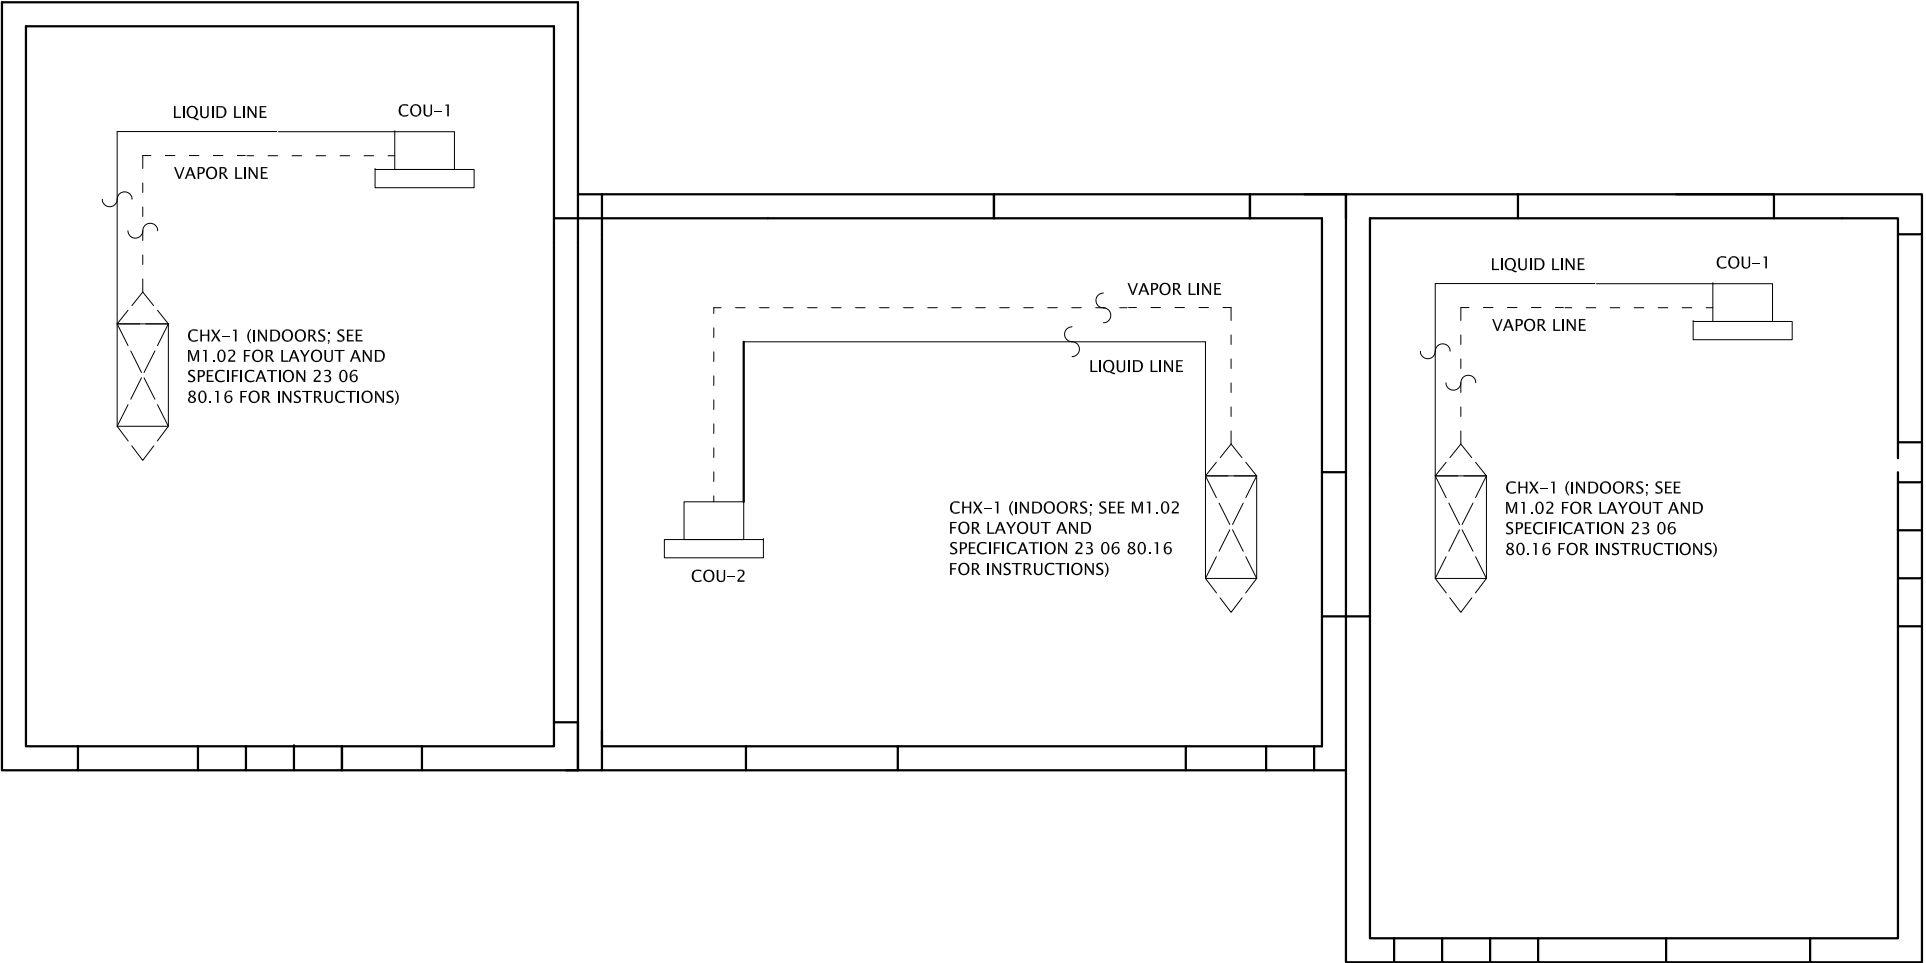 LIQUID LINE
COU-1
VAPOR LINE
CHX-1 (INDOORS; SEE
M1.02 FOR LAYOUT AND
SPECIFICATION 23 06
80.16 FOR INSTRUCTIONS)
VAPOR LINE
LIQUID LINE
CHX-1 (INDOORS; SEE M1.02
FOR LAYOUT AND
SPECIFICATION 23 06 80.16
FOR INSTRUCTIONS)
COU-2
LIQUID LINE
COU-1
VAPOR LINE
CHX-1 (INDOORS; SEE
M1.02 FOR LAYOUT AND
SPECIFICATION 23 06
80.16 FOR INSTRUCTIONS)